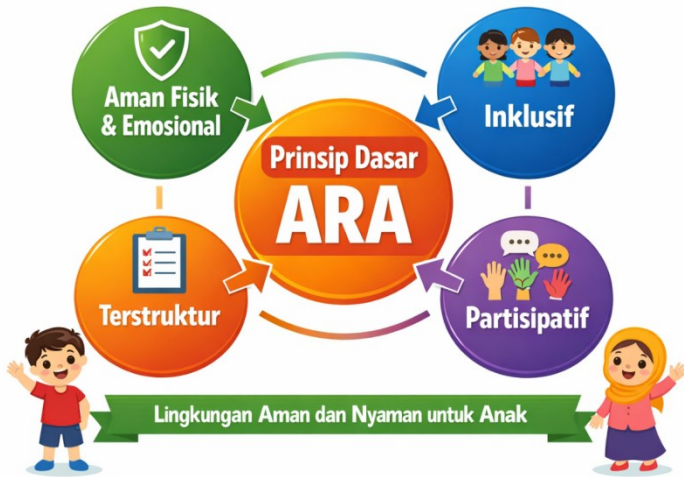 Aman Fisik
& Emosional
Inklusif
Prinsip Dasar
ARA
Terstruktur
Partisipatif
Lingkungan Aman dan Nyaman untuk Anak